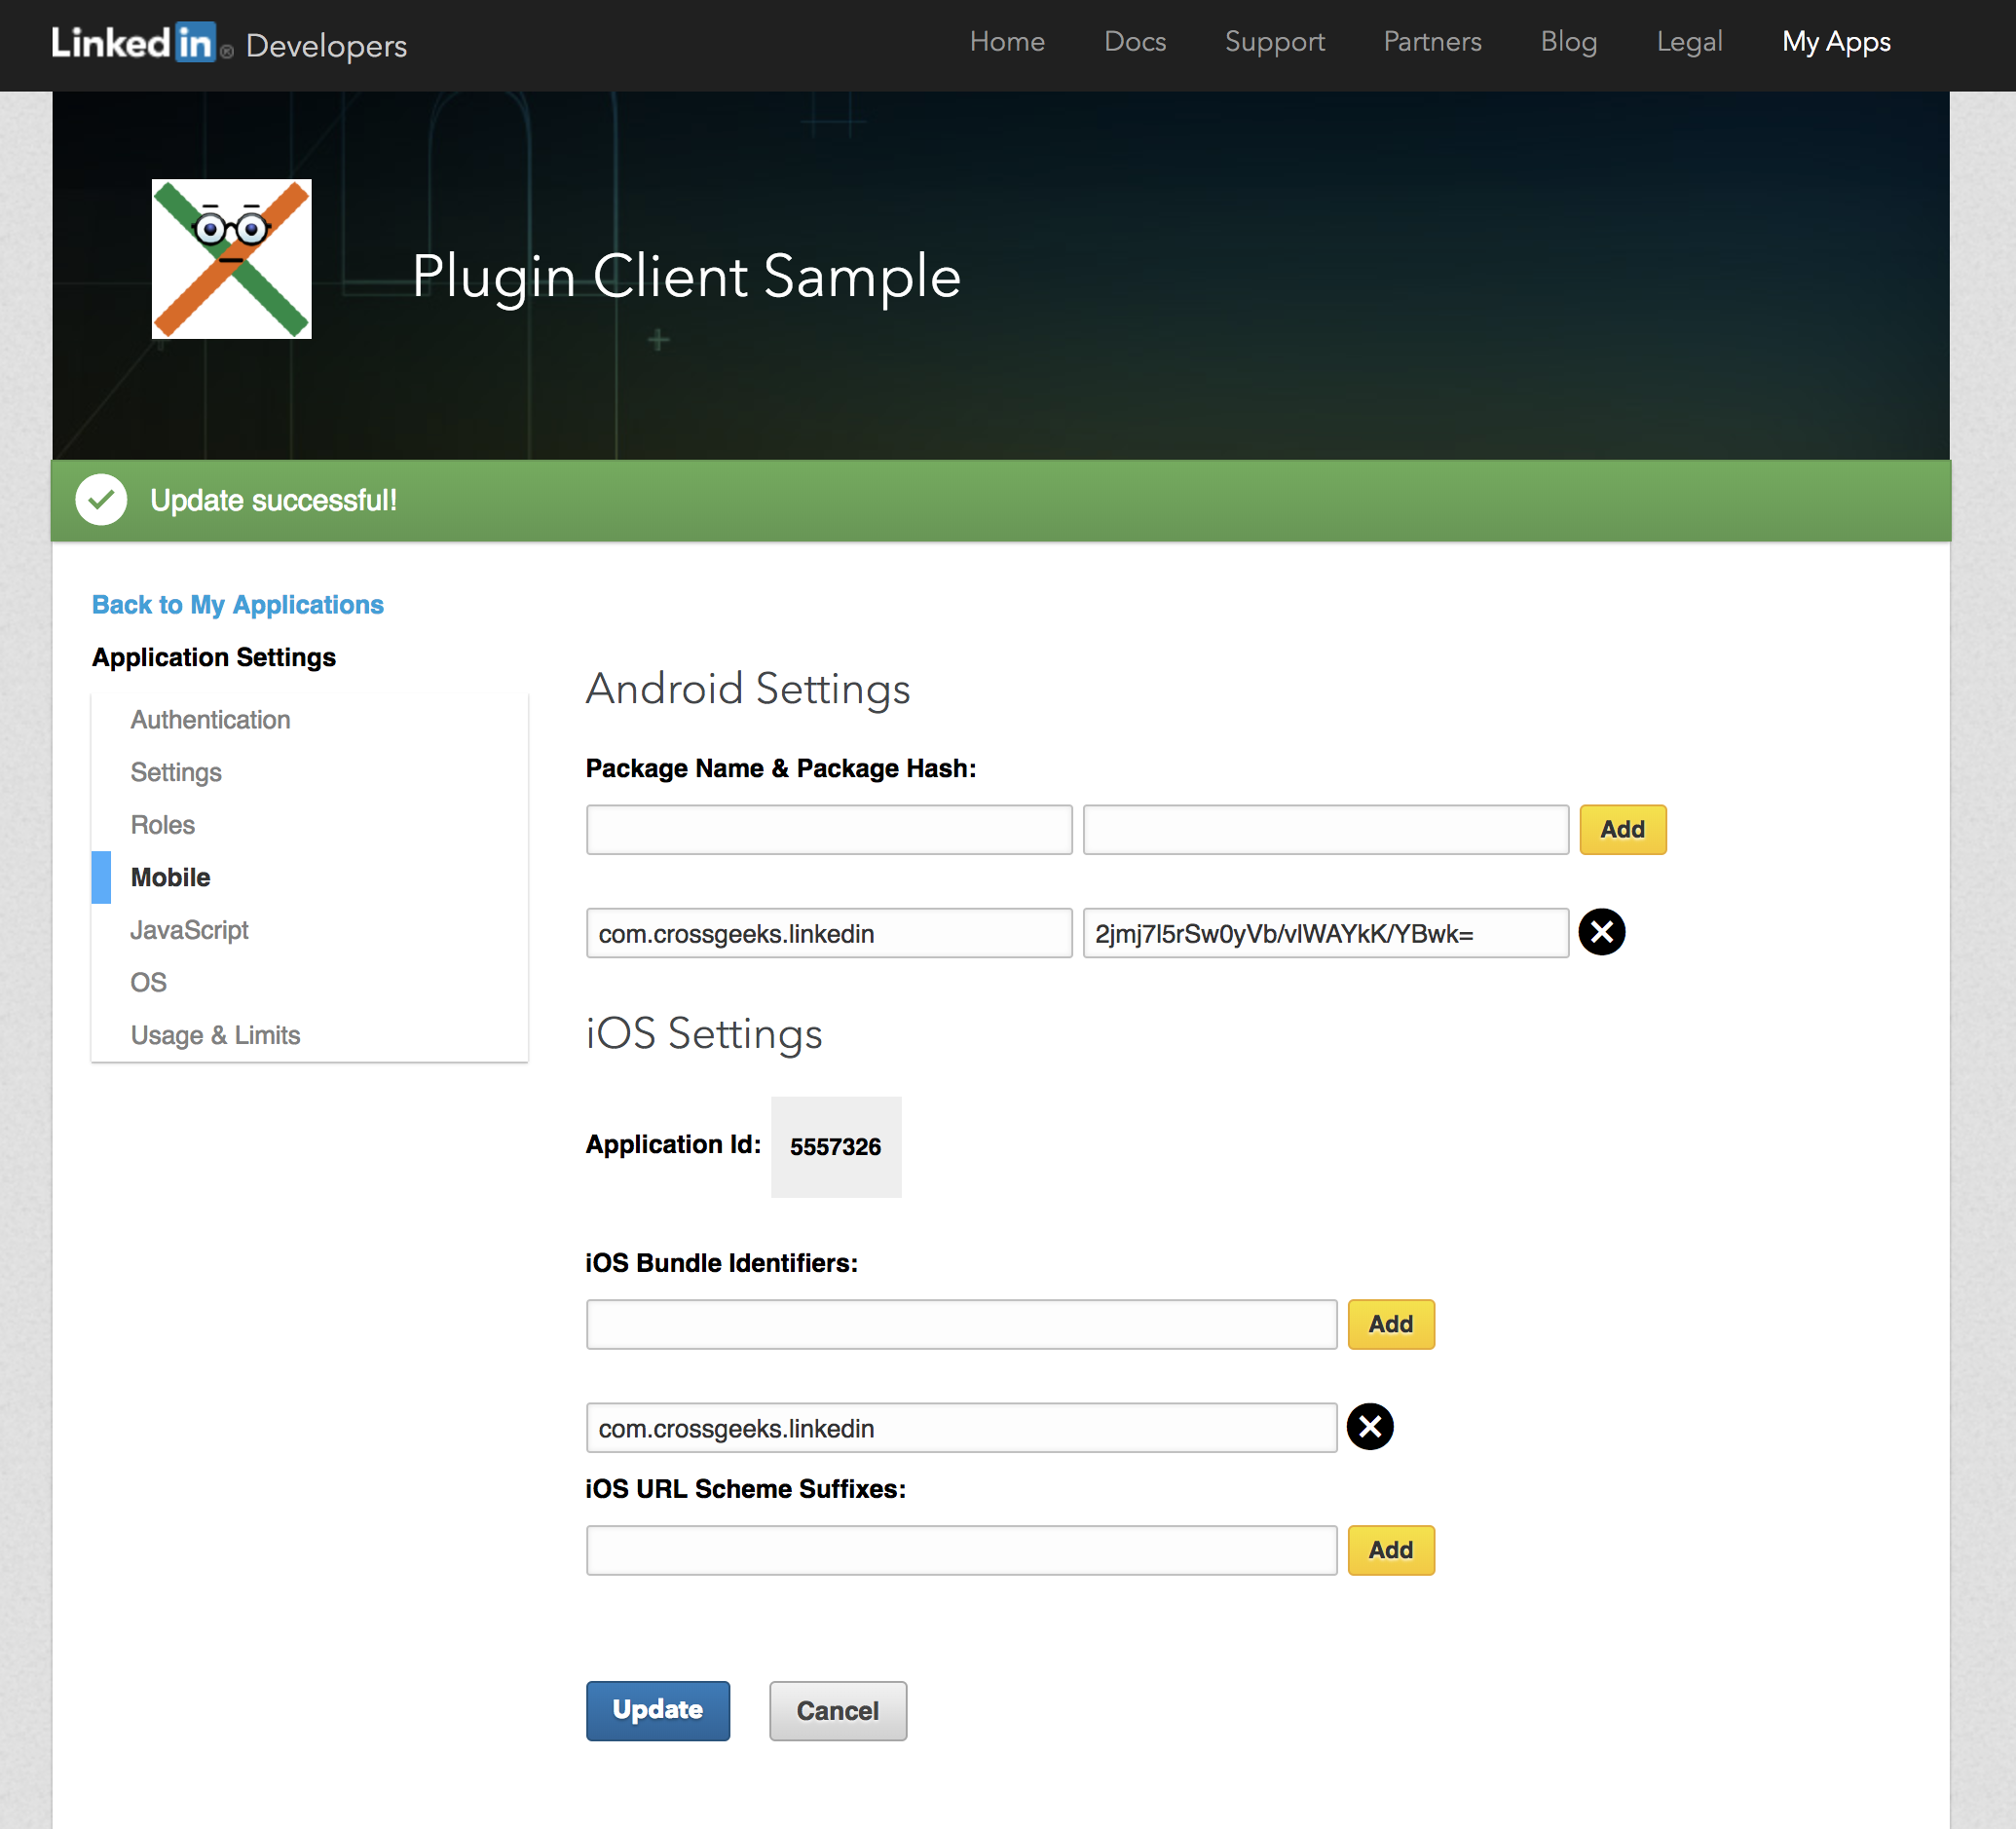 Linked in ® Developers Home Docs Support Partners Blog Legal My Apps
Plugin Client Sample
Update successful!
Back to My Applications
Application Settings
Authentication
Settings
Roles
Mobile
JavaScript
OS
Usage & Limits
Android Settings
Package Name & Package Hash:
Add
com.crossgeeks.linkedin 2jmj7l5rSw0yVb/vlWAYkK/YBwk=
iOS Settings
Application Id: 5557326
iOS Bundle Identifiers:
Add
com.crossgeeks.linkedin
iOS URL Scheme Suffixes:
Add
Update Cancel